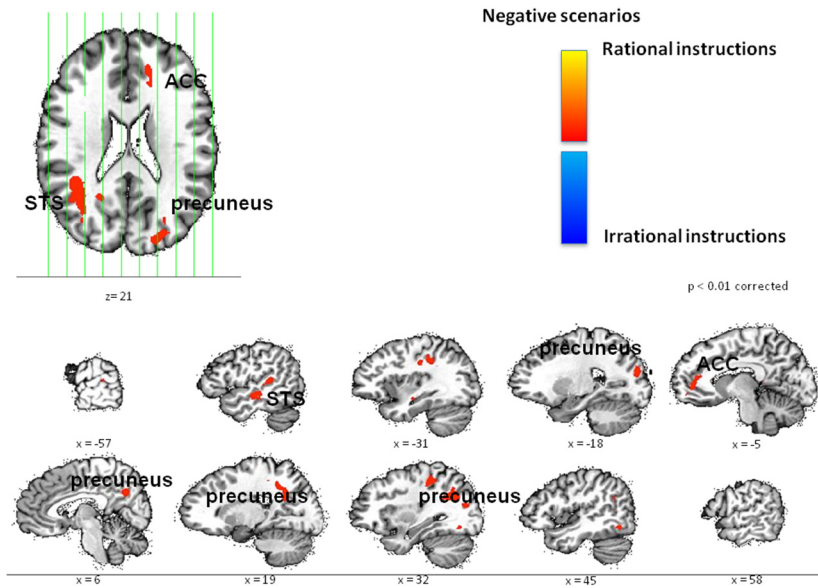 Negative scenarios
Rational instructions
ACC
STS
precuneus
Irrational instructions
z= 21
p < 0.01 corrected
precuneus
ACC
STS
x = -57
x = -31
x = -18
x = -5
precuneus
precuneus
precuneus
x = 6
x = 19
x = 32
x = 45
x = 58